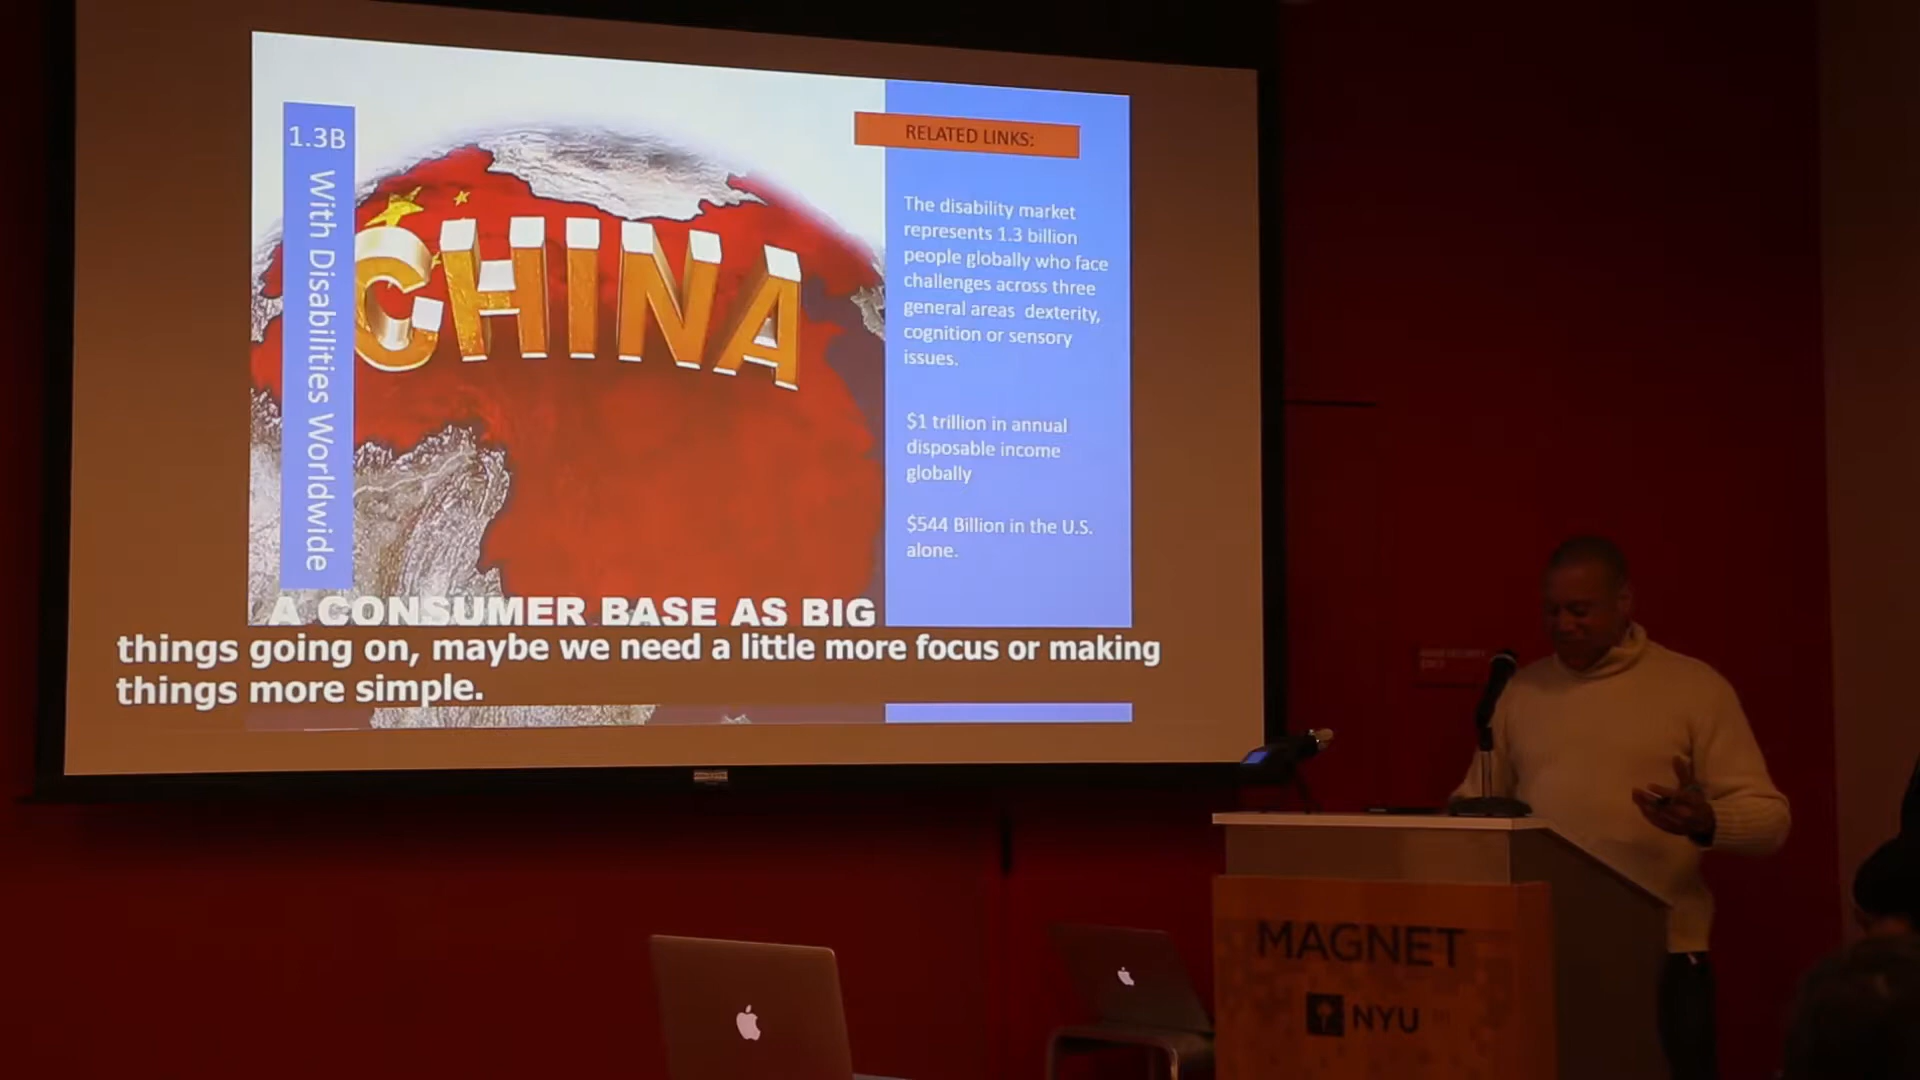 1.3B
With Disabilities Worldwide
CHINA
RELATED LINKS:
The disability market
represents 1.3 billion
people globally who face
challenges across three
general areas dexterity,
cognition or sensory
issues.
$1 trillion in annual
disposable income
globally
$544 Billion in the U.S.
alone.
A CONSUMER BASE AS BIG
things going on, maybe we need a little more focus or making
things more simple.
MAGNET
NYU